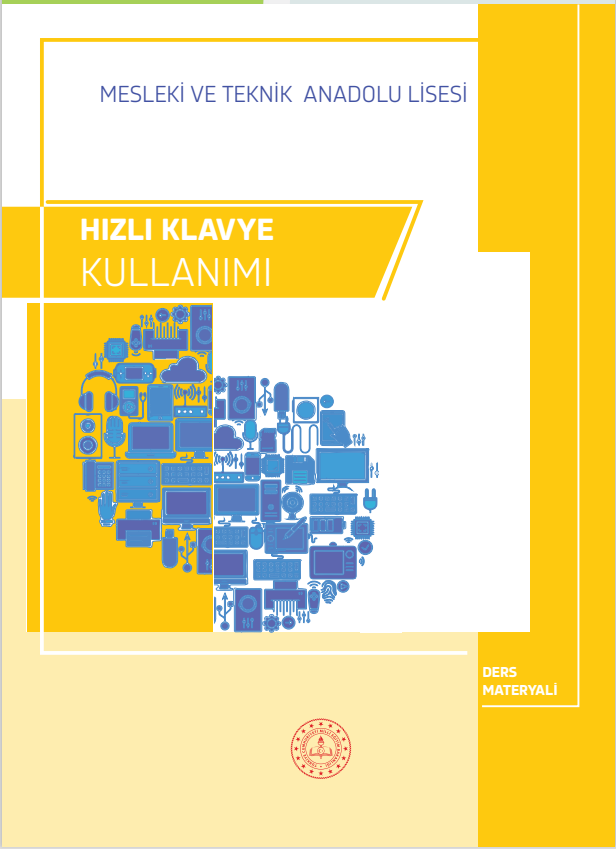 MESLEKİ VE TEKNİK ANADOLU LİSESİ
HIZLI KLAVYE
KULLANIMI
DERS
MATERYALİ